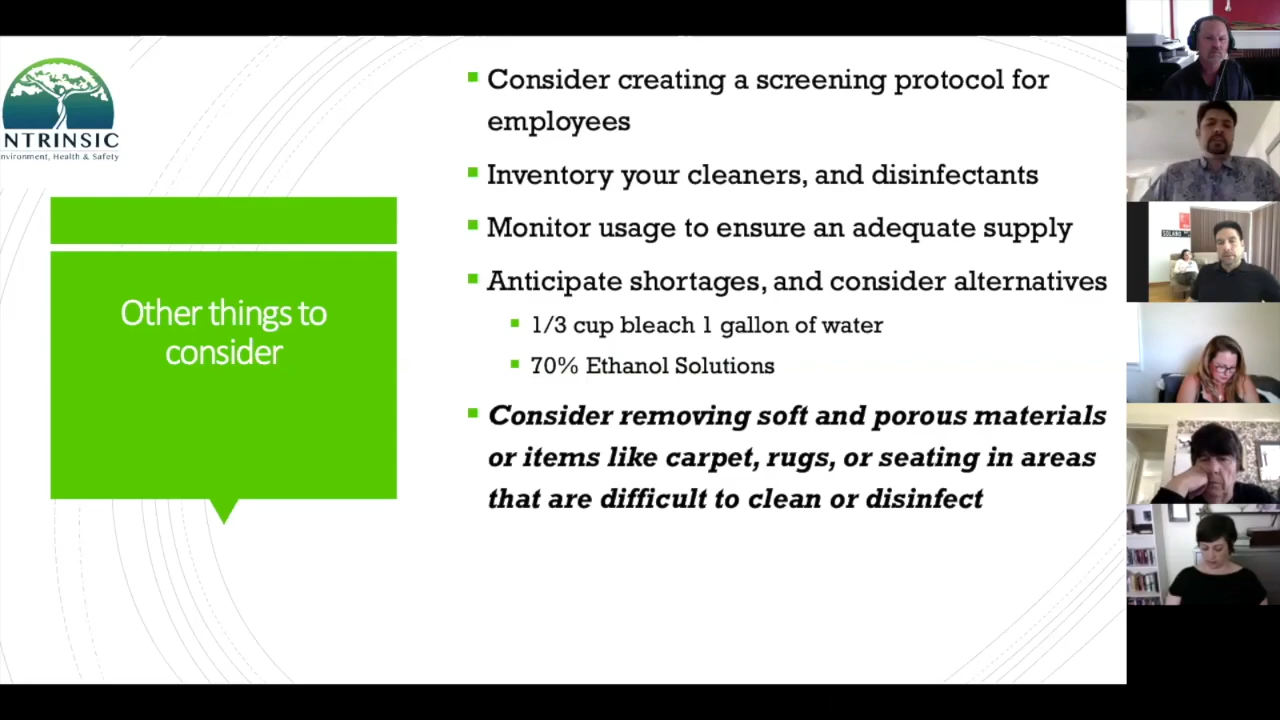 NTRINSIC
nvironment, Health & Safety
Other things to
consider
Consider creating a screening protocol for
employees
Inventory your cleaners, and disinfectants
Monitor usage to ensure an adequate supply
Anticipate shortages, and consider alternatives
1/3 cup bleach 1 gallon of water
70% Ethanol Solutions
Consider removing soft and porous materials
or items like carpet, rugs, or seating in areas
that are difficult to clean or disinfect
SOLANO